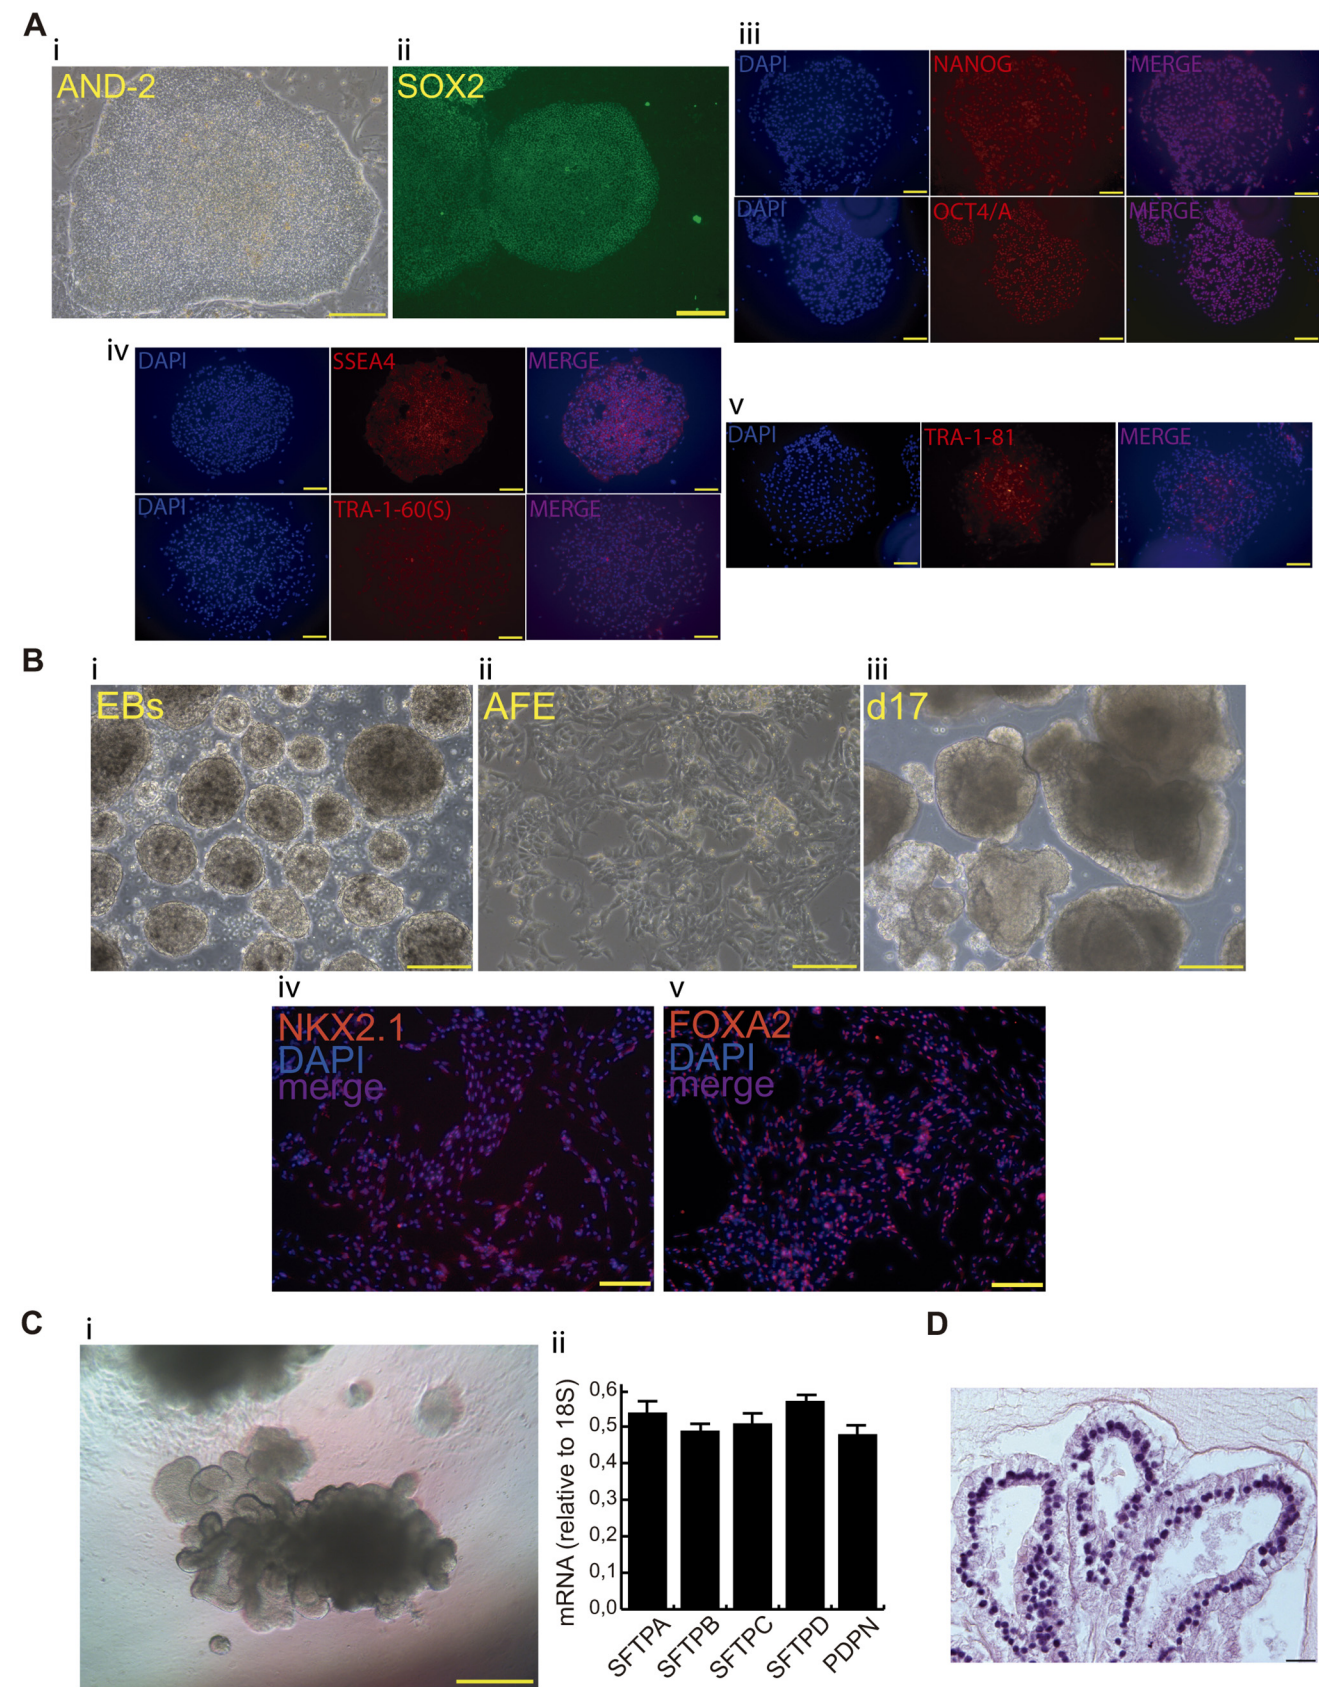 A
i
ii
iii
AND-2
SOX2
DAPI
NANOG
MERGE
DAPI
OCT4/A
MERGE
iv
DAPI
SSEA4
MERGE
DAPI
TRA-1-60(S)
MERGE
v
DAPI
TRA-1-81
MERGE
B
i
ii
iii
EBs
AFE
d17
iv
v
NKX2.1
DAPI
merge
FOXA2
DAPI
merge
C
i
ii
mRNA (relative to 18S)
0,6
0,5
0,4
0,3
0,2
0,1
0,0
SFTPA
SFTPB
SFTPC
SFTPD
PDPN
D